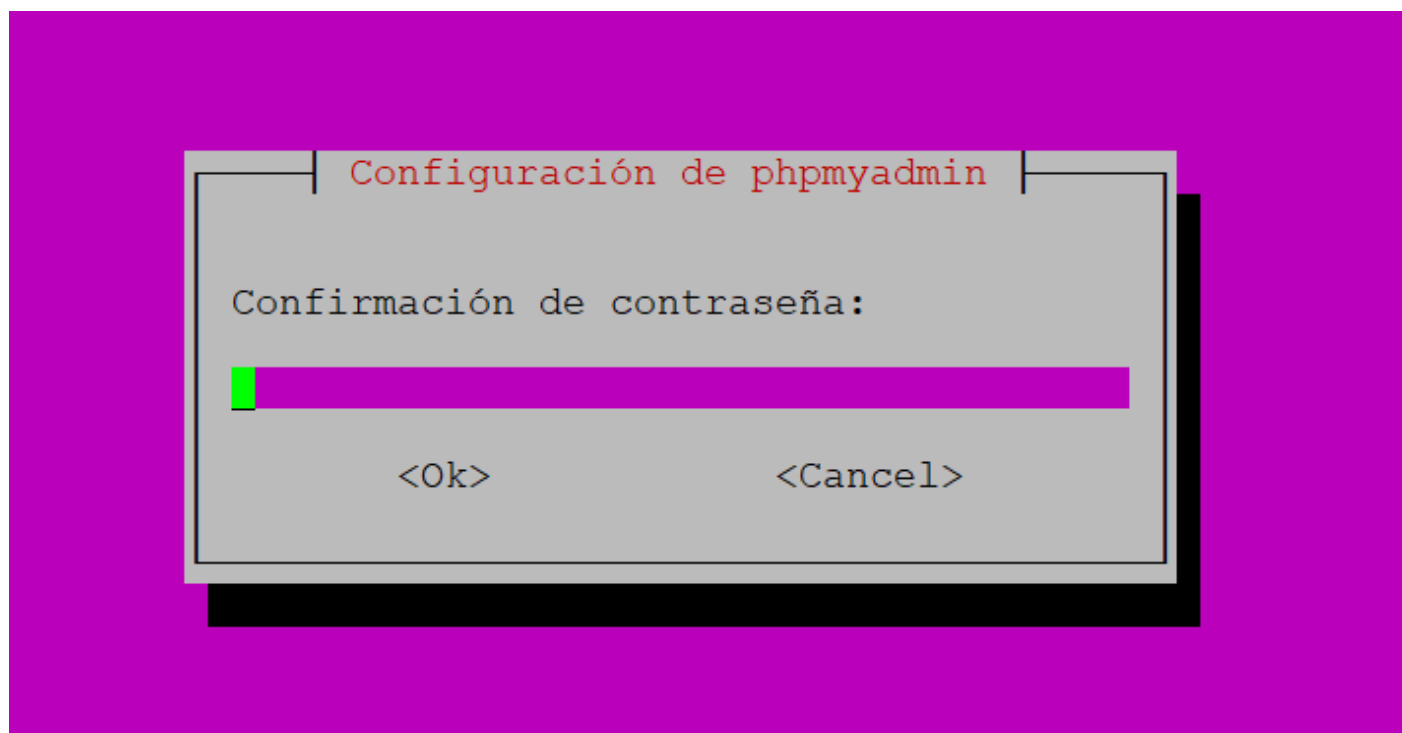 Configuración de phpmyadmin
Confirmación de contraseña:
<Ok> <Cancel>